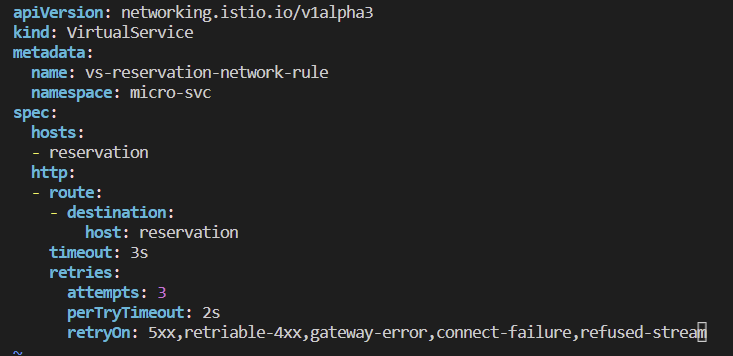 apiVersion: networking.istio.io/v1alpha3
kind: VirtualService
metadata:
  name: vs-reservation-network-rule
  namespace: micro-svc
spec:
  hosts:
  - reservation
  http:
  - route:
    - destination:
        host: reservation
    timeout: 3s
    retries:
      attempts: 3
      perTryTimeout: 2s
      retryOn: 5xx,retriable-4xx,gateway-error,connect-failure,refused-stream
~